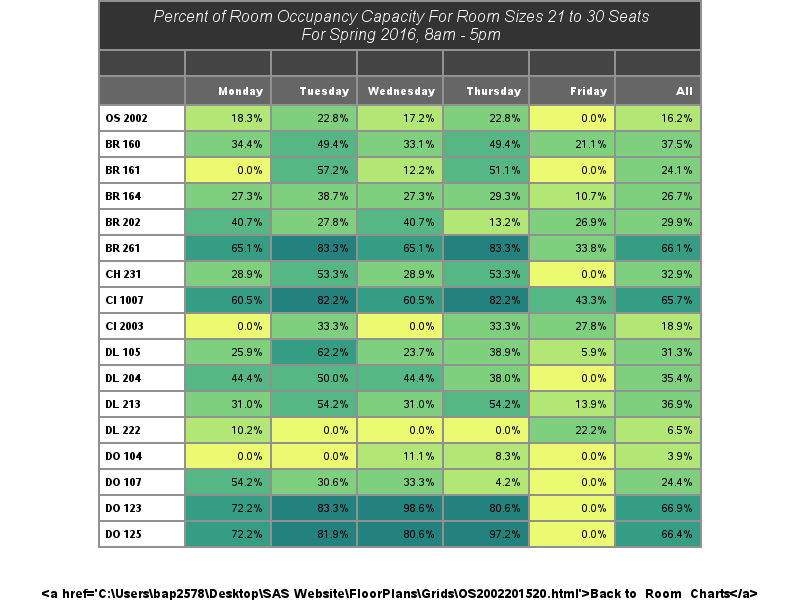 Percent of Room Occupancy Capacity For Room Sizes 21 to 30 Seats
For Spring 2016, 8am - 5pm
Monday Tuesday Wednesday Thursday Friday All
OS 2002 18.3% 22.8% 17.2% 22.8% 0.0% 16.2%
BR 160 34.4% 49.4% 33.1% 49.4% 21.1% 37.5%
BR 161 0.0% 57.2% 12.2% 51.1% 0.0% 24.1%
BR 164 27.3% 38.7% 27.3% 29.3% 10.7% 26.7%
BR 202 40.7% 27.8% 40.7% 13.2% 26.9% 29.9%
BR 261 65.1% 83.3% 65.1% 83.3% 33.8% 66.1%
CH 231 28.9% 53.3% 28.9% 53.3% 0.0% 32.9%
CI 1007 60.5% 82.2% 60.5% 82.2% 43.3% 65.7%
CI 2003 0.0% 33.3% 0.0% 33.3% 27.8% 18.9%
DL 105 25.9% 62.2% 23.7% 38.9% 5.9% 31.3%
DL 204 44.4% 50.0% 44.4% 38.0% 0.0% 35.4%
DL 213 31.0% 54.2% 31.0% 54.2% 13.9% 36.9%
DL 222 10.2% 0.0% 0.0% 0.0% 22.2% 6.5%
DO 104 0.0% 0.0% 11.1% 8.3% 0.0% 3.9%
DO 107 54.2% 30.6% 33.3% 4.2% 0.0% 24.4%
DO 123 72.2% 83.3% 98.6% 80.6% 0.0% 66.9%
DO 125 72.2% 81.9% 80.6% 97.2% 0.0% 66.4%
<a href='C:\Users\bap2578\Desktop\SAS Website\FloorPlans\Grids\OS2002201520.html'>Back to Room Charts</a>